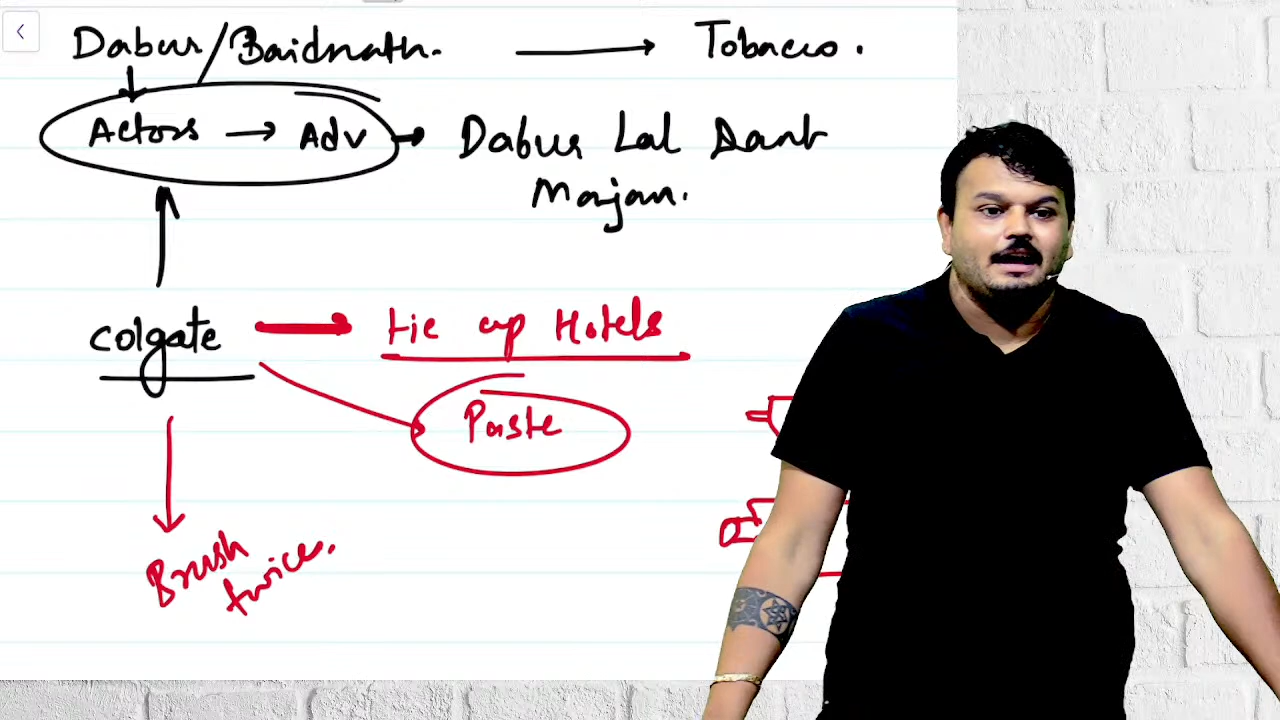 Dabur/Baidnath. → Tobacco.
Actors → Adv → Dabur Lal Dant
Manjan.
Colgate → tie up Hotels
Paste
Brush
twice.